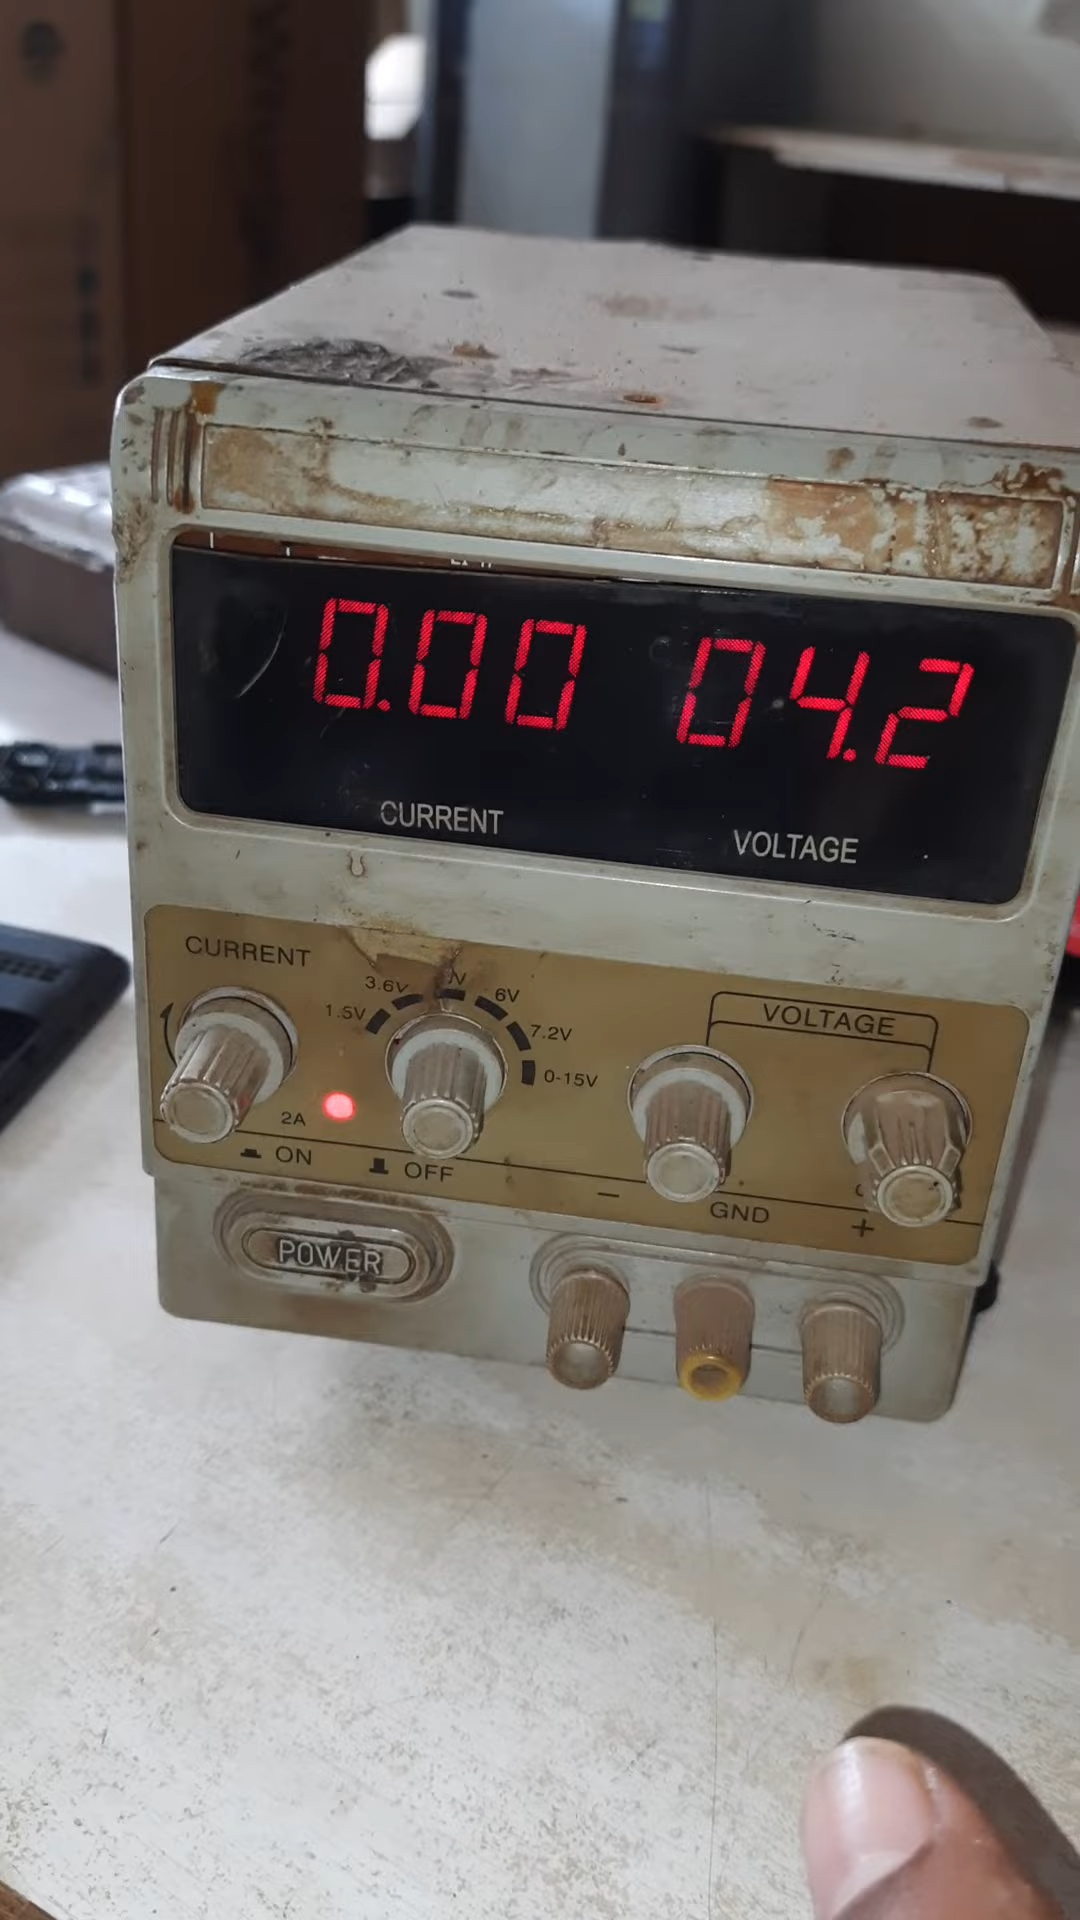 0.00 04.2
CURRENT VOLTAGE
CURRENT
1.5V 3.6V 6V 7.2V 0-15V
VOLTAGE
2A
ON OFF
− GND +
POWER